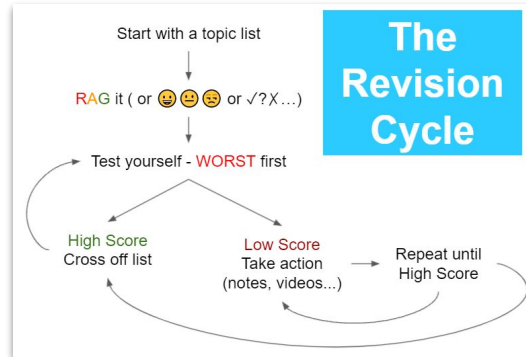 Start with a topic list
The
Revision
Cycle
RAG it ( or 😀😐😒 or ✓?X…)
Test yourself - WORST first
High Score
Cross off list
Low Score
Take action
(notes, videos...)
Repeat until
High Score